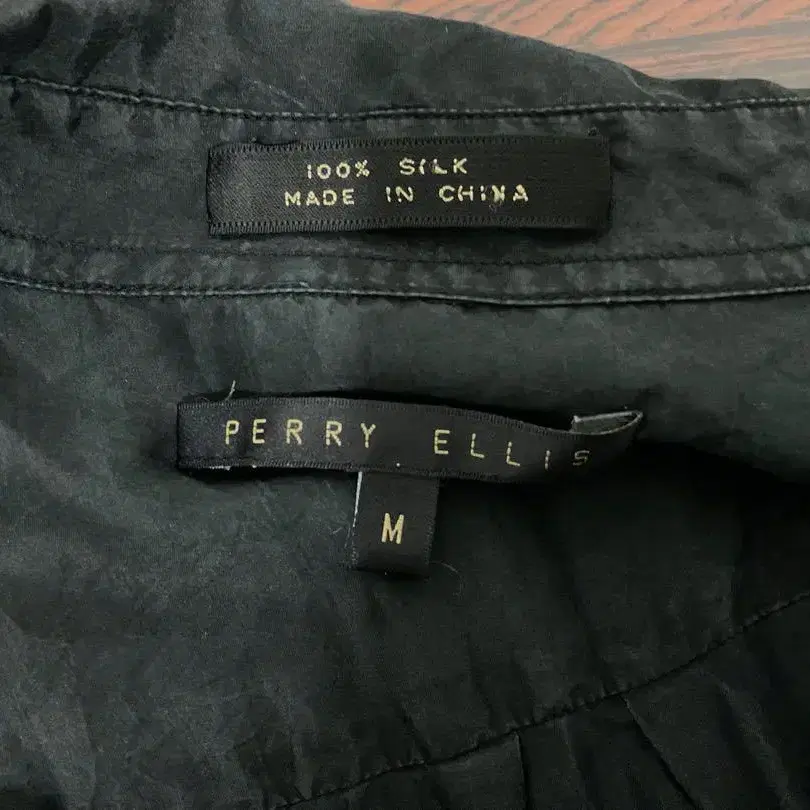 100% SILK
MADE IN CHINA
PERRY ELLIS
M